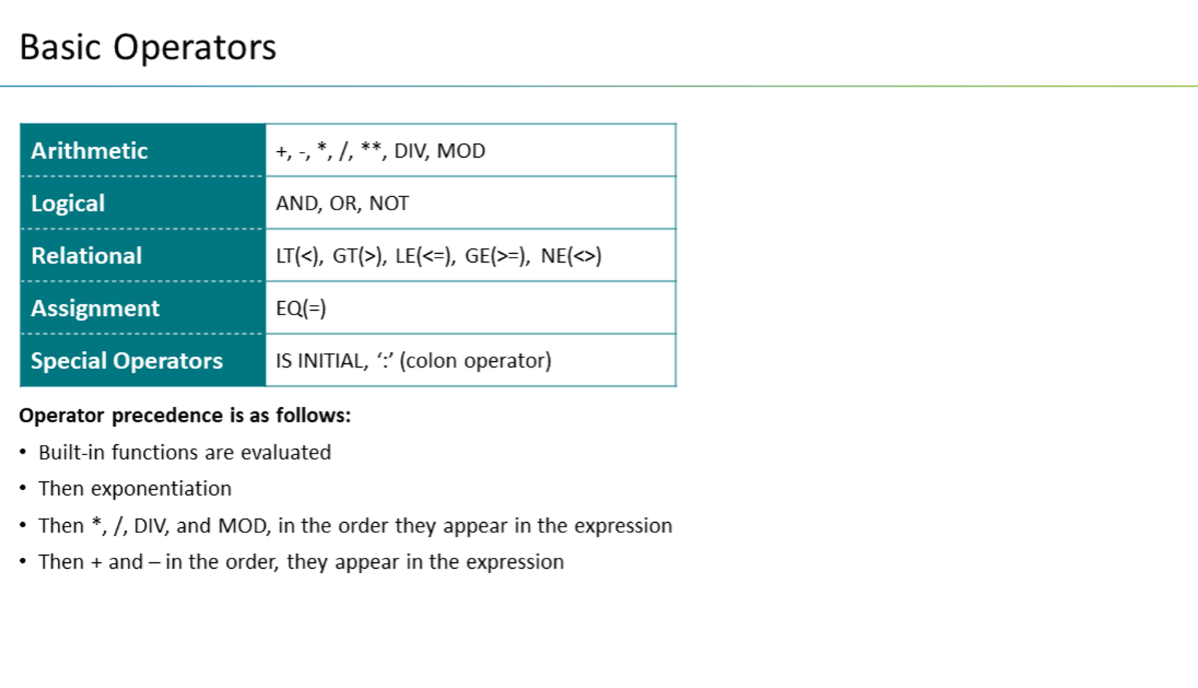 Basic Operators
Arithmetic +, -, *, /, **, DIV, MOD
Logical AND, OR, NOT
Relational LT(<), GT(>), LE(<=), GE(>=), NE(<>)
Assignment EQ(=)
Special Operators IS INITIAL, ‘:’ (colon operator)
Operator precedence is as follows:
• Built-in functions are evaluated
• Then exponentiation
• Then *, /, DIV, and MOD, in the order they appear in the expression
• Then + and – in the order, they appear in the expression